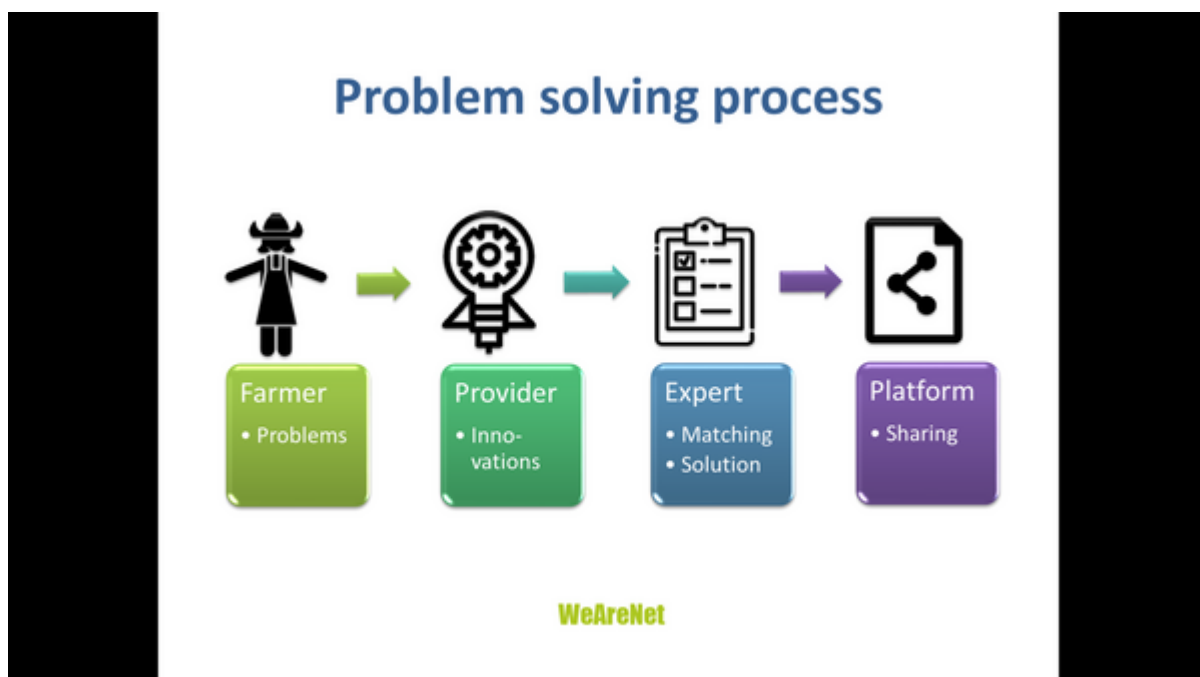 Problem solving process
Farmer
• Problems
Provider
• Inno-
vations
Expert
• Matching
• Solution
Platform
• Sharing
WeAreNet